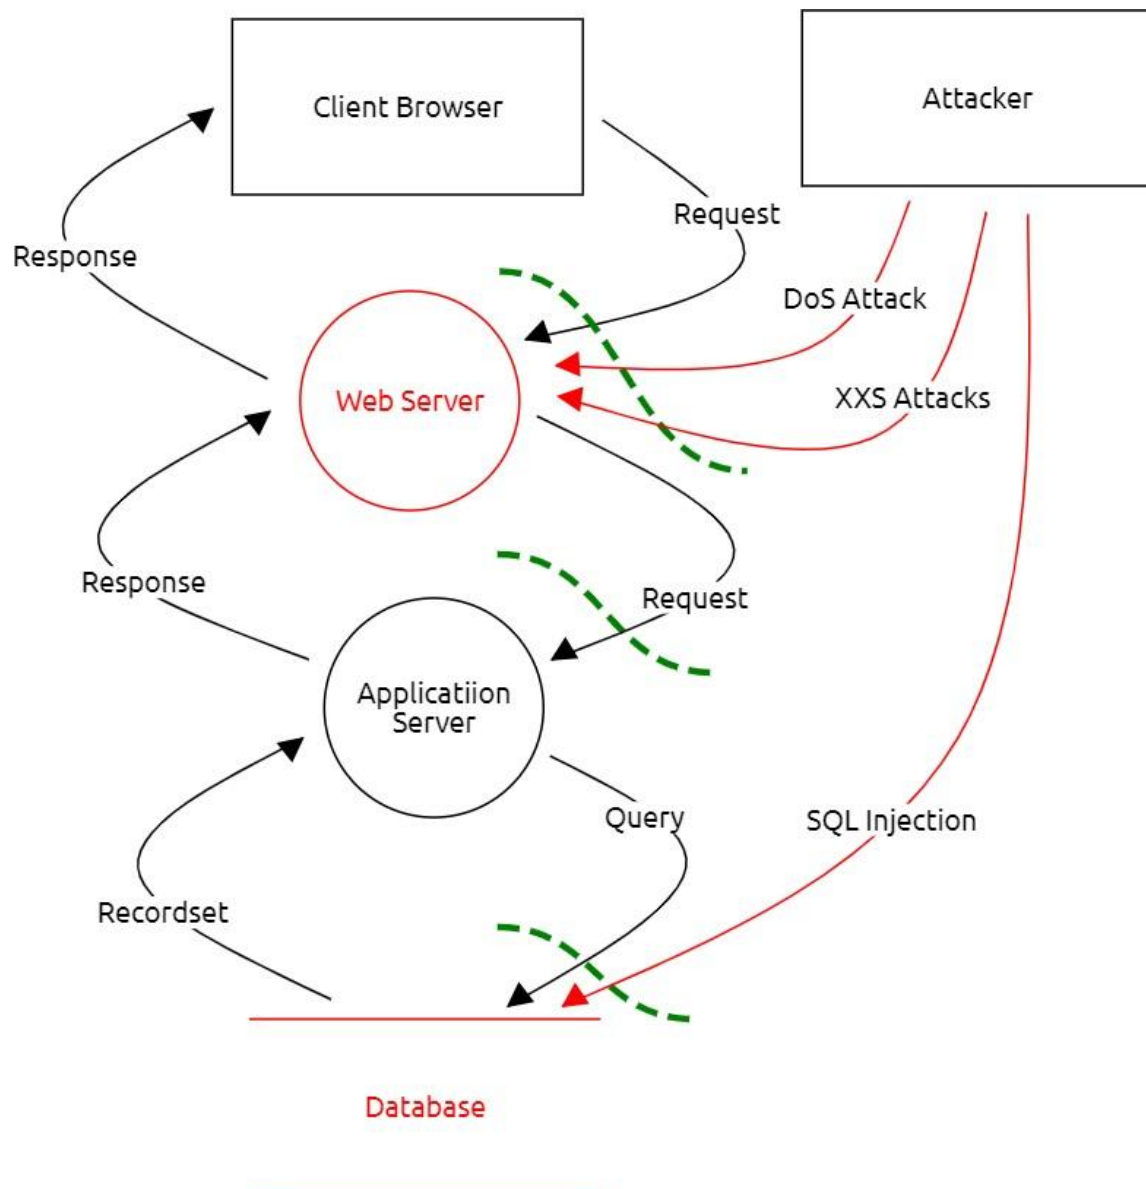 Client Browser
Attacker
Request
Response
DoS Attack
Web Server
XXS Attacks
Response
Request
Applicatiion
Server
Query
SQL Injection
Recordset
Database